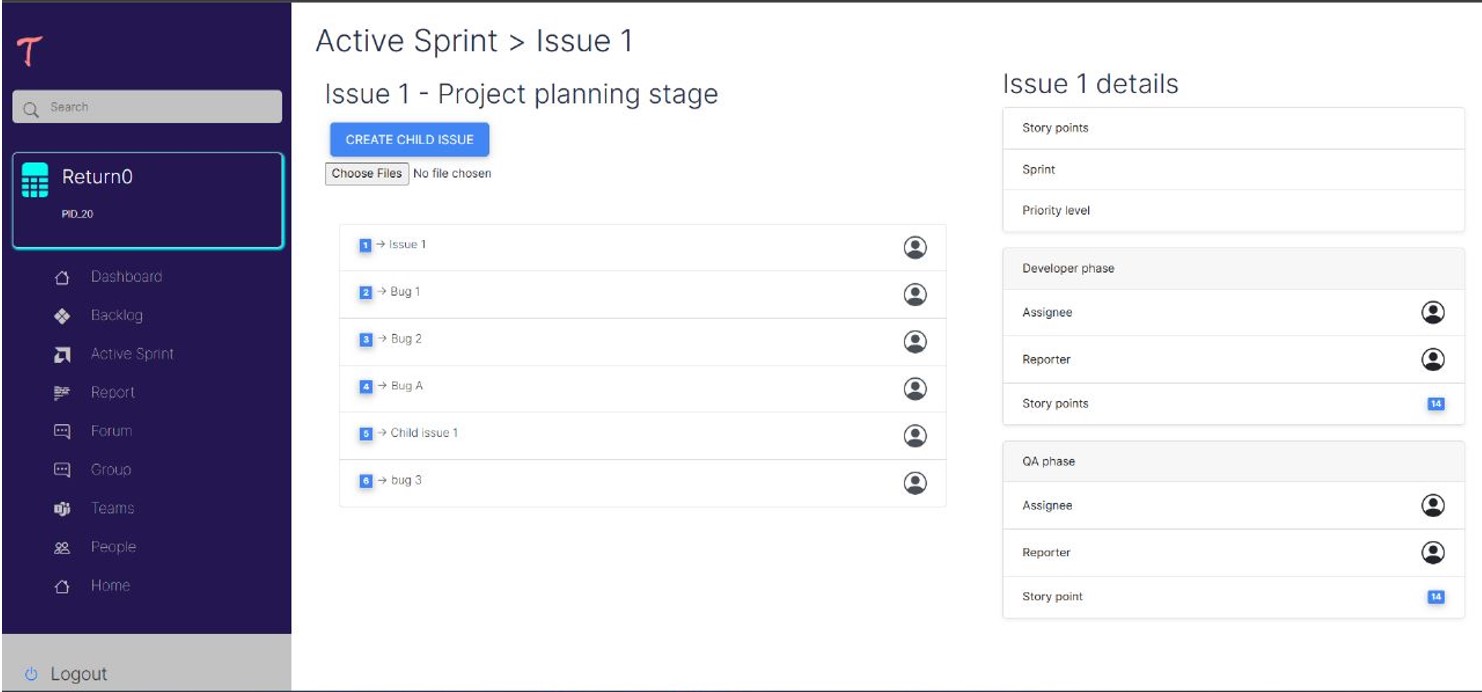 T
Search
Return0
PID_20
Dashboard
Backlog
Active Sprint
Report
Forum
Group
Teams
People
Home
Logout
Active Sprint > Issue 1
Issue 1 - Project planning stage
CREATE CHILD ISSUE
Choose Files No file chosen
1 → Issue 1
2 → Bug 1
3 → Bug 2
4 → Bug A
5 → Child issue 1
6 → bug 3
Issue 1 details
Story points
Sprint
Priority level
Developer phase
Assignee
Reporter
Story points 14
QA phase
Assignee
Reporter
Story point 14